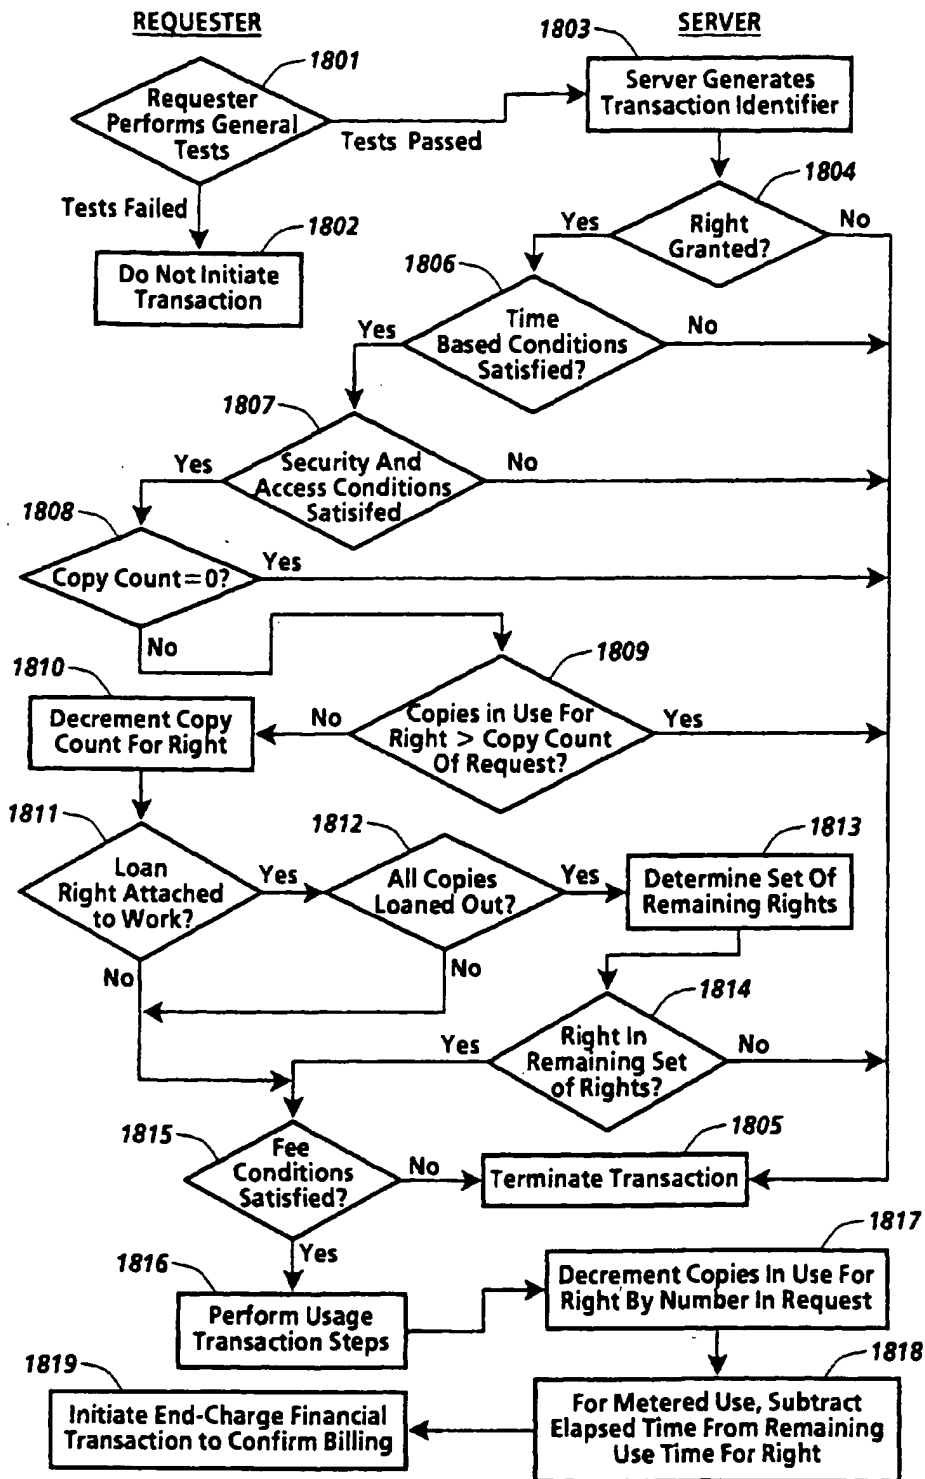 REQUESTER
SERVER
1801
1803
Requester
Performs General
Tests
Tests Passed
Server Generates
Transaction Identifier
Tests Failed
1802
Do Not Initiate
Transaction
1804
Yes
Right
Granted?
No
1806
Yes
Time
Based Conditions
Satisfied?
No
1807
Yes
Security And
Access Conditions
Satisifed
No
1808
Copy Count=0?
Yes
No
1809
1810
Decrement Copy
Count For Right
No
Copies in Use For
Right > Copy Count
Of Request?
Yes
1811
Loan
Right Attached
to Work?
Yes
No
1812
All Copies
Loaned Out?
Yes
No
1813
Determine Set Of
Remaining Rights
1814
Yes
Right In
Remaining Set
of Rights?
No
1815
Fee
Conditions
Satisfied?
No
Yes
1805
Terminate Transaction
1816
Perform Usage
Transaction Steps
1817
Decrement Copies In Use For
Right By Number In Request
1818
For Metered Use, Subtract
Elapsed Time From Remaining
Use Time For Right
1819
Initiate End-Charge Financial
Transaction to Confirm Billing